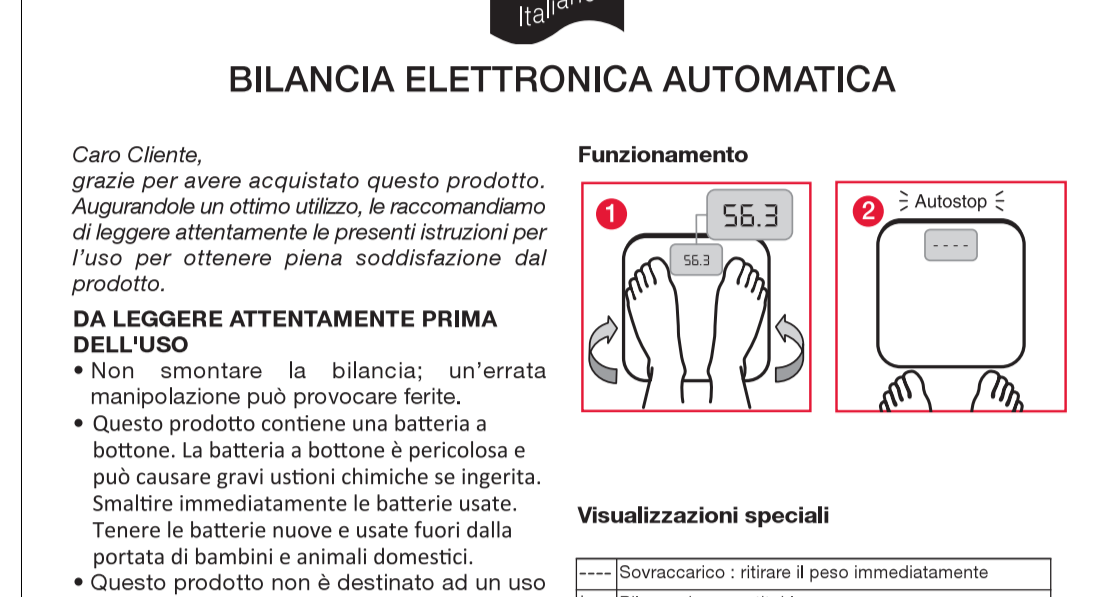 Italiano
BILANCIA ELETTRONICA AUTOMATICA
Caro Cliente,
grazie per avere acquistato questo prodotto.
Augurandole un ottimo utilizzo, le raccomandiamo
di leggere attentamente le presenti istruzioni per
l'uso per ottenere piena soddisfazione dal
prodotto.
DA LEGGERE ATTENTAMENTE PRIMA
DELL'USO
• Non smontare la bilancia; un'errata
manipolazione può provocare ferite.
• Questo prodotto contiene una batteria a
bottone. La batteria a bottone è pericolosa e
può causare gravi ustioni chimiche se ingerita.
Smaltire immediatamente le batterie usate.
Tenere le batterie nuove e usate fuori dalla
portata di bambini e animali domestici.
• Questo prodotto non è destinato ad un uso
Funzionamento
1
56.3
56.3
2
Autostop
----
Visualizzazioni speciali
---- Sovraccarico : ritirare il peso immediatamente